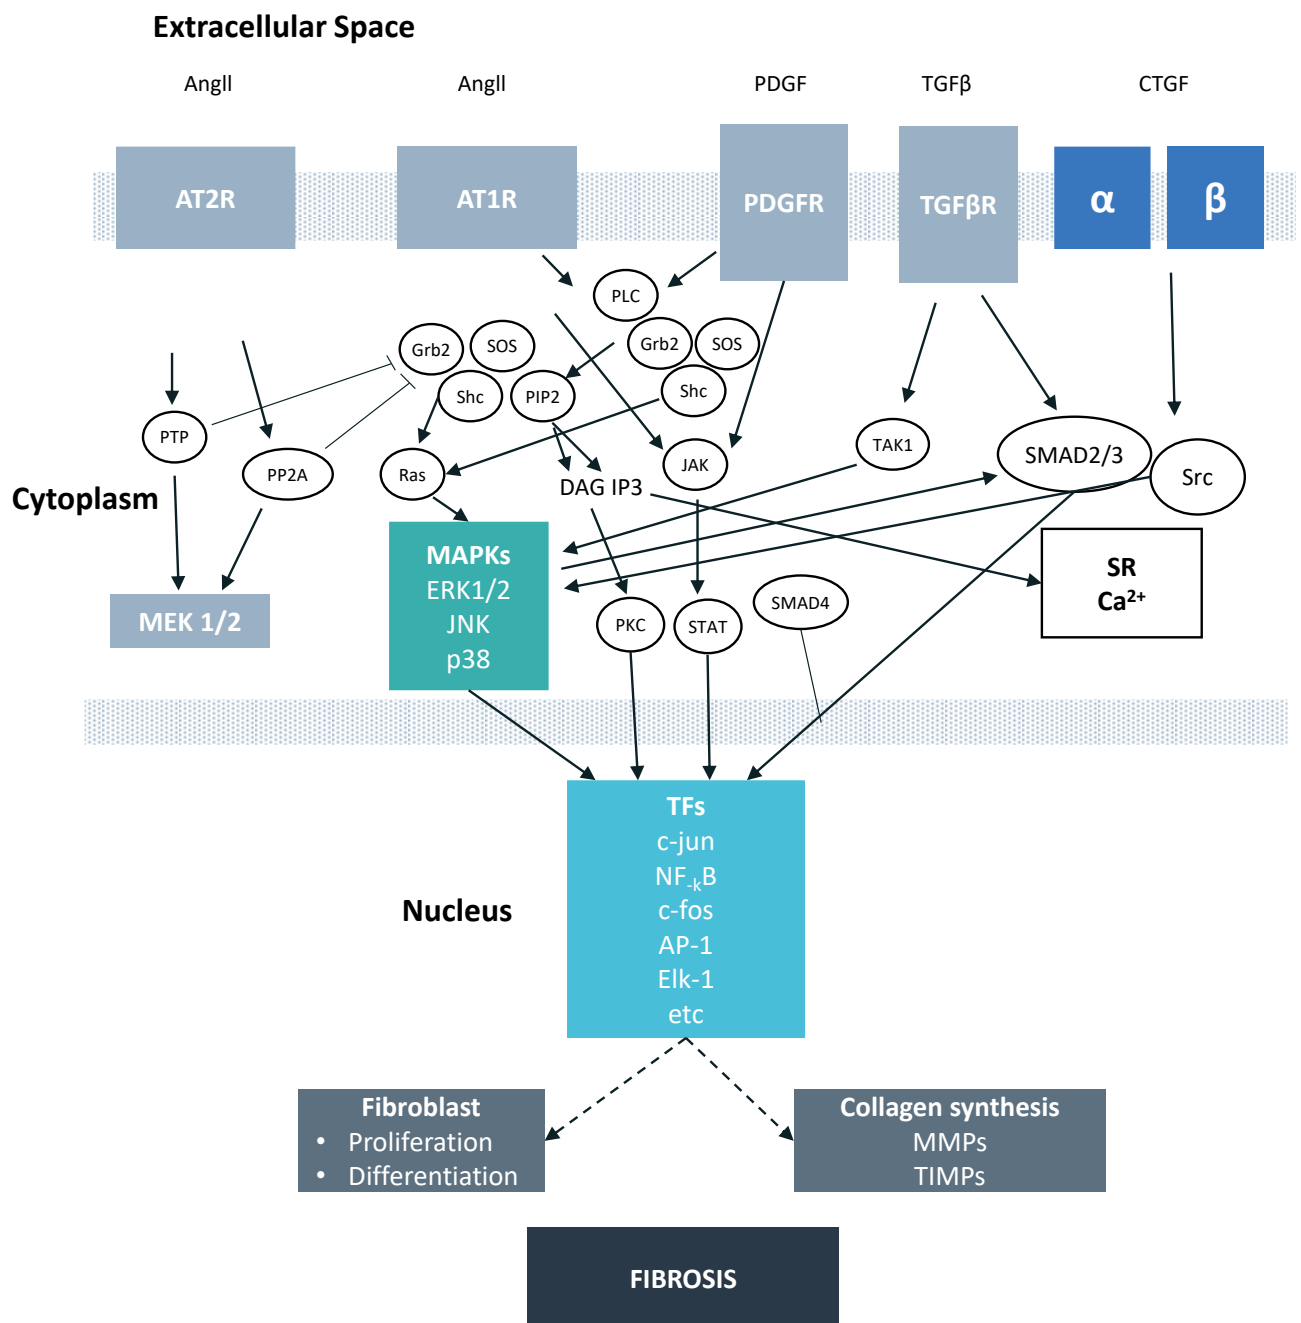 Extracellular Space
AngII
AngII
PDGF
TGFβ
CTGF
AT2R
AT1R
PDGFR
TGFβR
α
β
PLC
Grb2
SOS
Grb2
SOS
Shc
PIP2
Shc
PTP
PP2A
Ras
JAK
TAK1
SMAD2/3
Src
Cytoplasm
DAG IP3
MAPKs
ERK1/2
JNK
p38
SR
Ca²⁺
MEK 1/2
PKC
STAT
SMAD4
TFs
c-jun
NF-kB
c-fos
AP-1
Elk-1
etc
Nucleus
Fibroblast
• Proliferation
• Differentiation
Collagen synthesis
MMPs
TIMPs
FIBROSIS